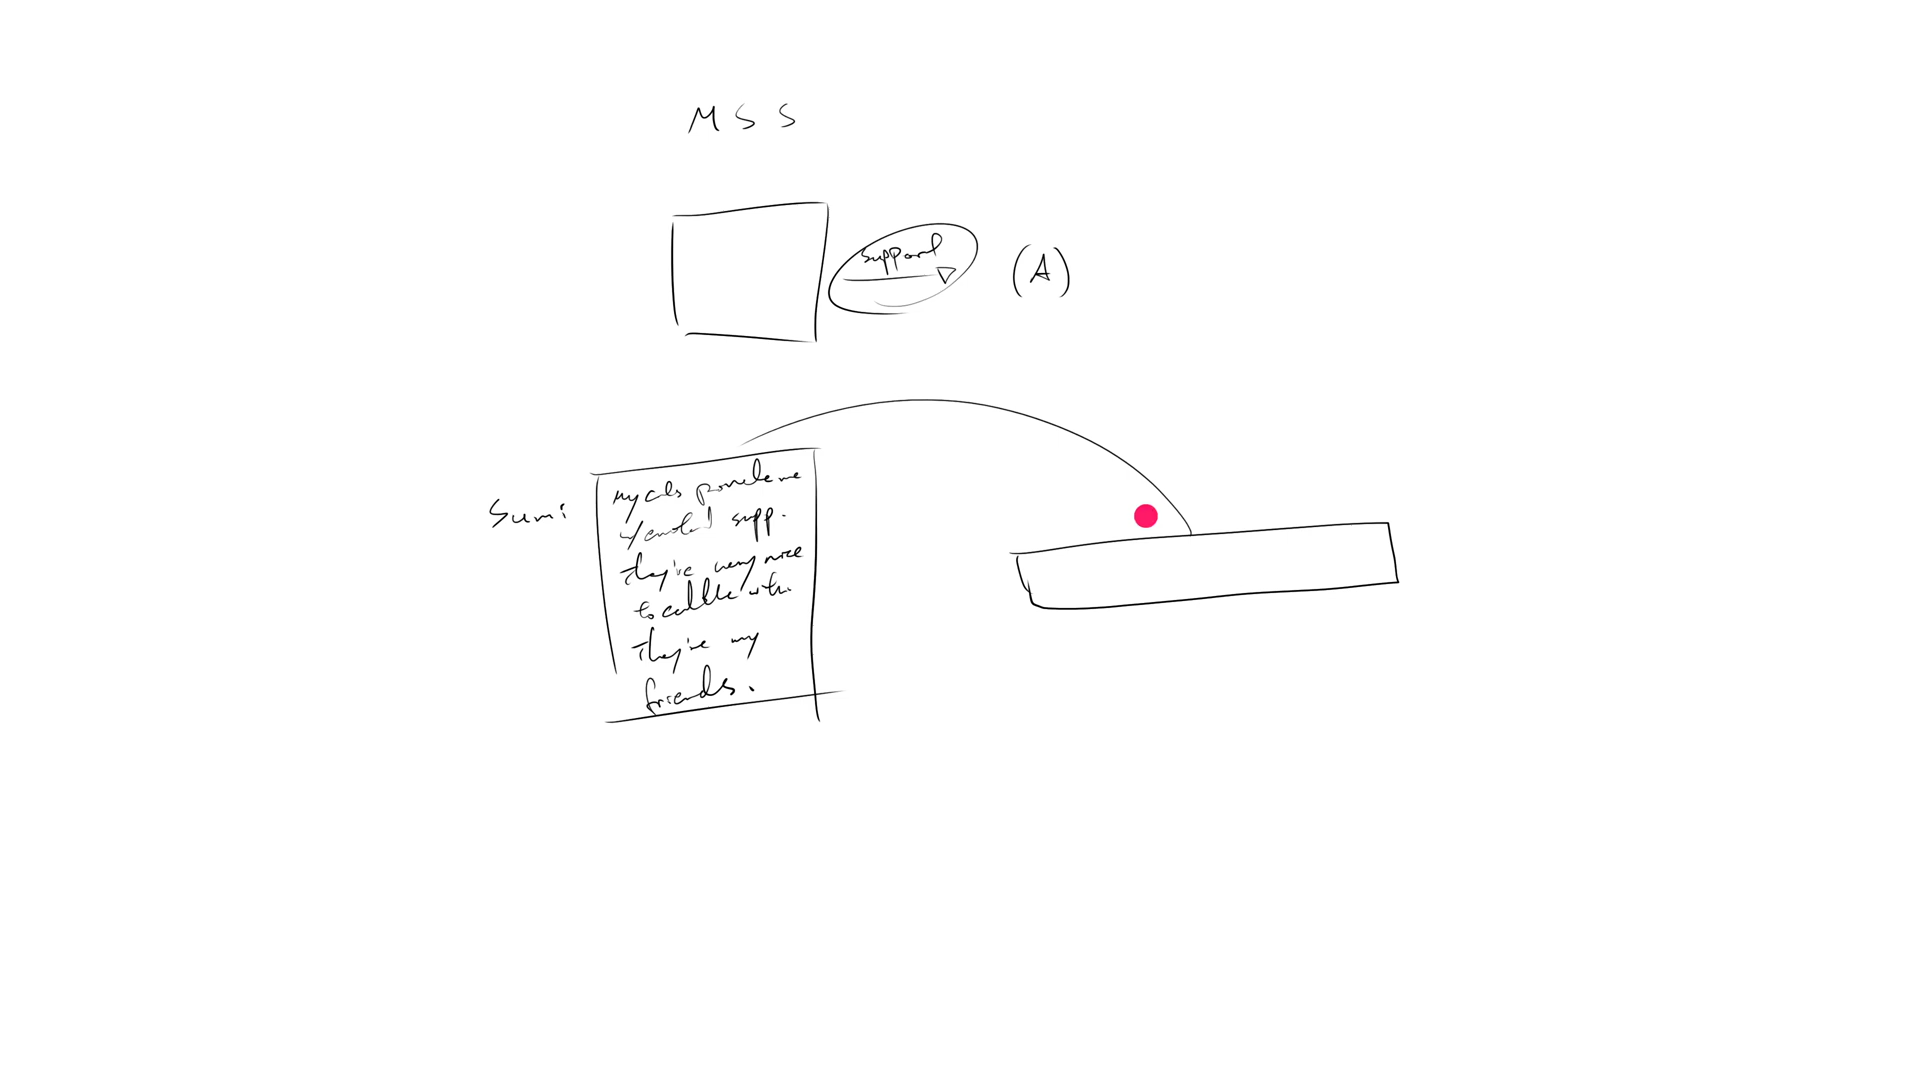 MSS
support
(A)
Sumi
My cats provide me
w/ emotional supp.
They're very nice
to cuddle with.
They're my
friends.